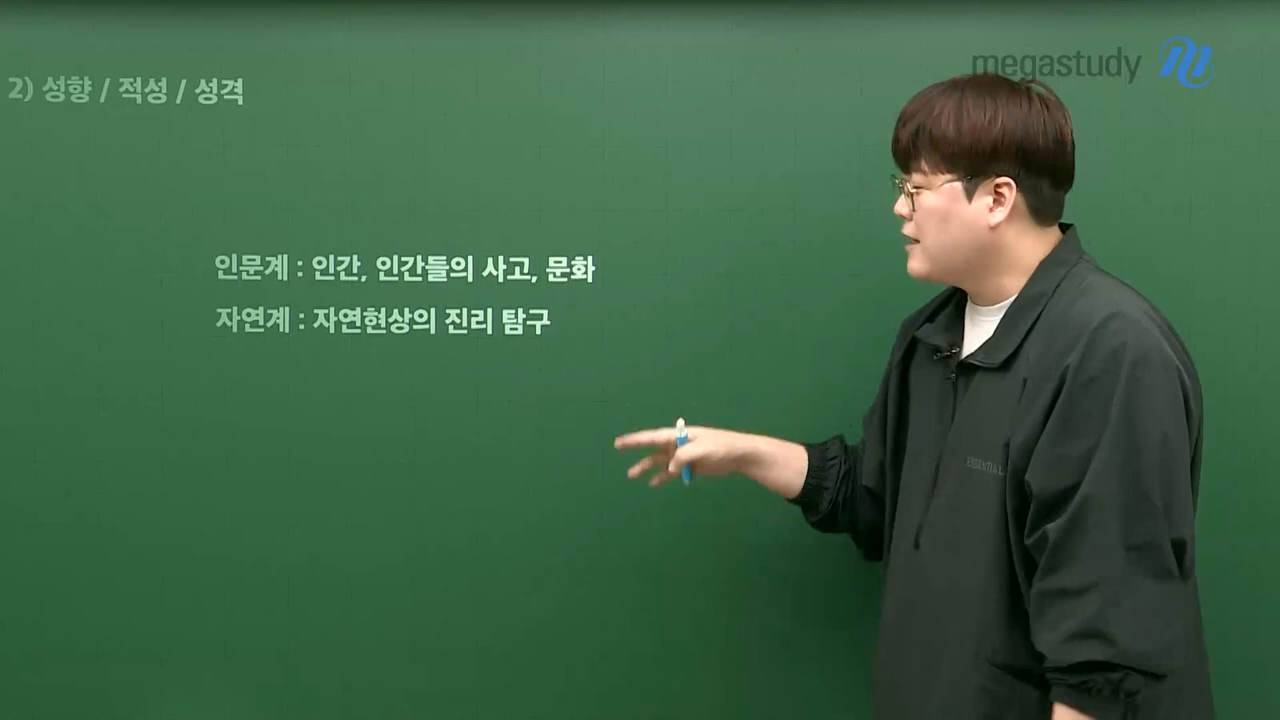 megastudy
2) 성향 / 적성 / 성격
인문계 : 인간, 인간들의 사고, 문화
자연계 : 자연현상의 진리 탐구